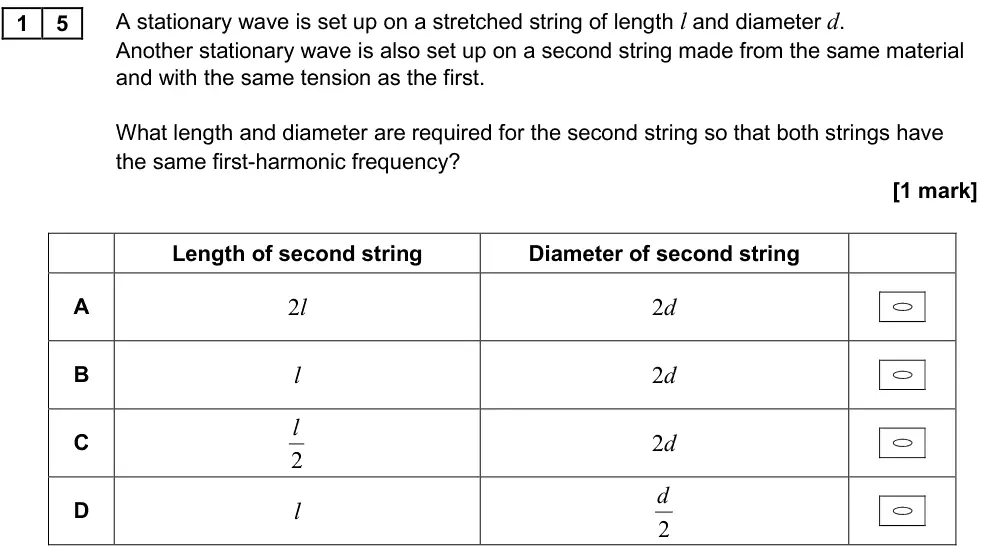 1 5
A stationary wave is set up on a stretched string of length l and diameter d.
Another stationary wave is also set up on a second string made from the same material
and with the same tension as the first.
What length and diameter are required for the second string so that both strings have
the same first-harmonic frequency?
[1 mark]
Length of second string Diameter of second string
A 2l 2d
B l 2d
C l/2 2d
D l d/2